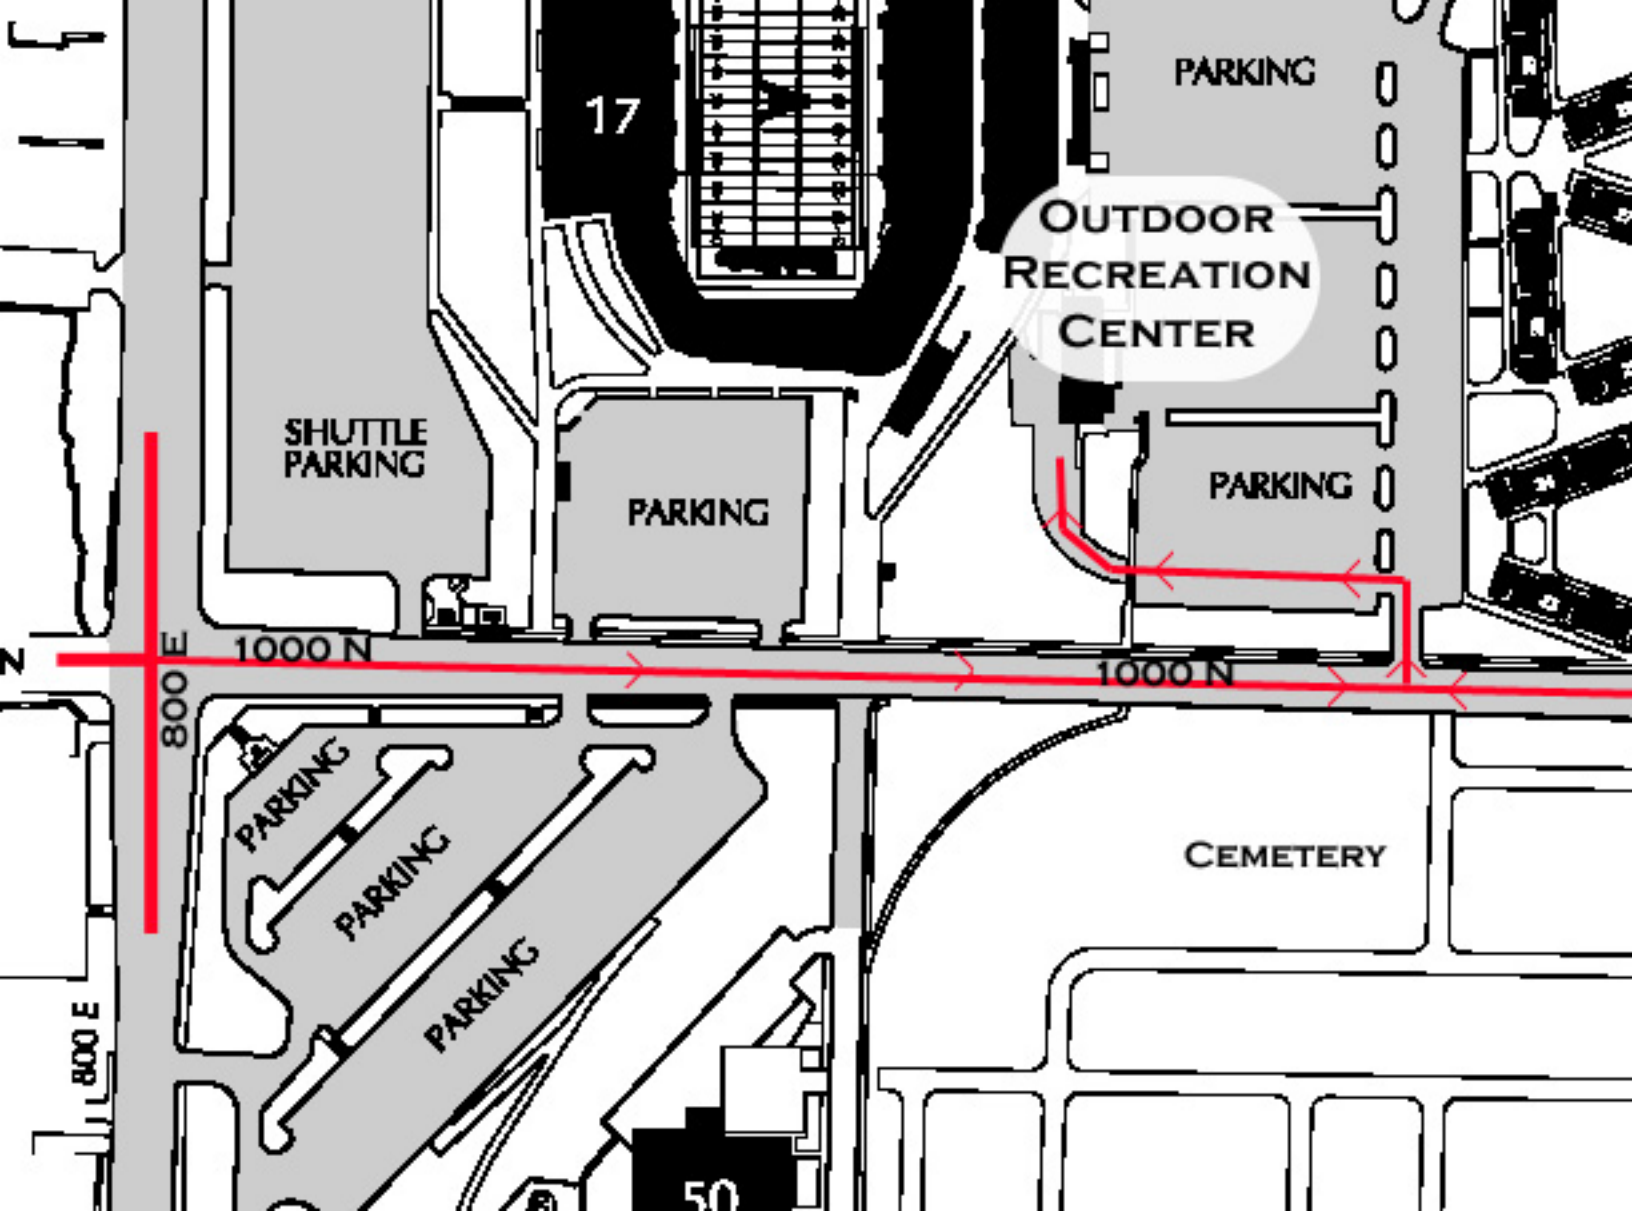 PARKING
17
OUTDOOR
RECREATION
CENTER
SHUTTLE
PARKING
PARKING
PARKING
N
1000 N
800 E
1000 N
PARKING
PARKING
PARKING
CEMETERY
800 E
50